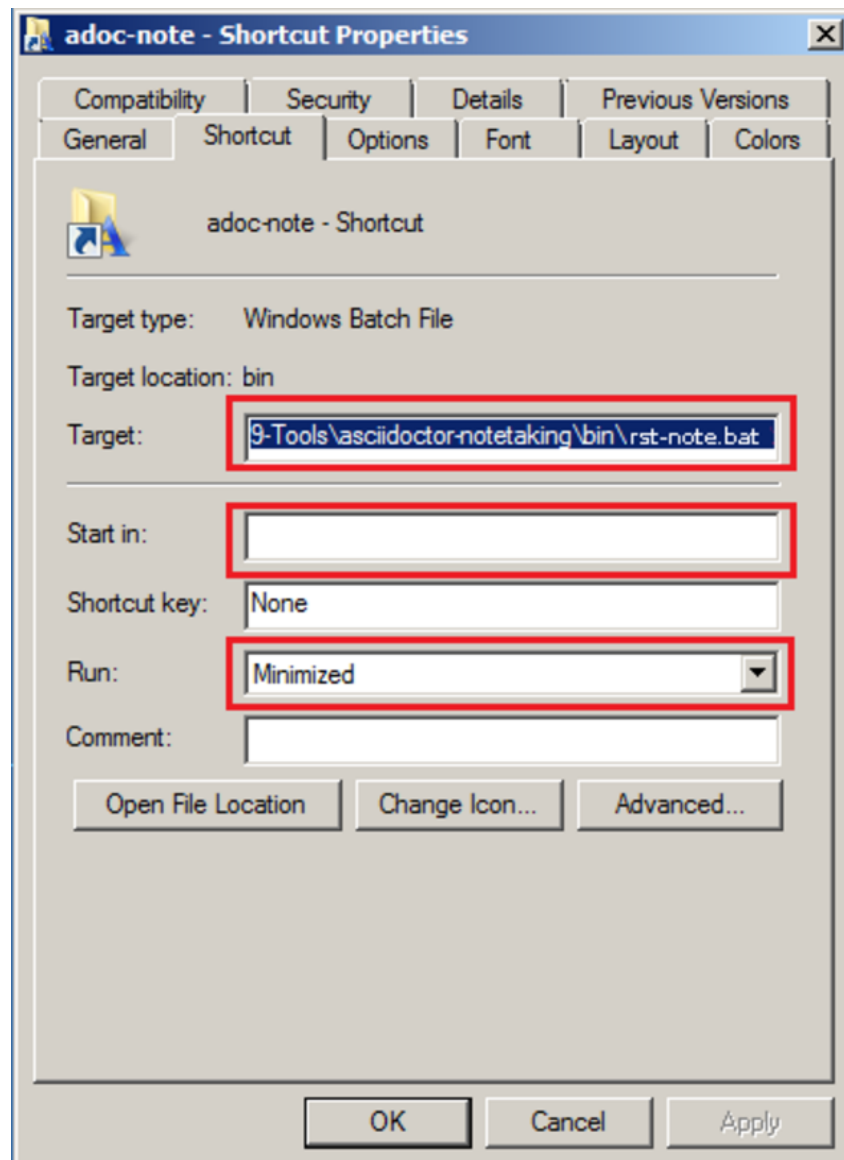 adoc-note - Shortcut Properties
Compatibility Security Details Previous Versions
General Shortcut Options Font Layout Colors
adoc-note - Shortcut
Target type: Windows Batch File
Target location: bin
Target: 9-Tools\asciidoctor-notetaking\bin\rst-note.bat
Start in:
Shortcut key: None
Run: Minimized
Comment:
Open File Location Change Icon... Advanced...
OK Cancel Apply